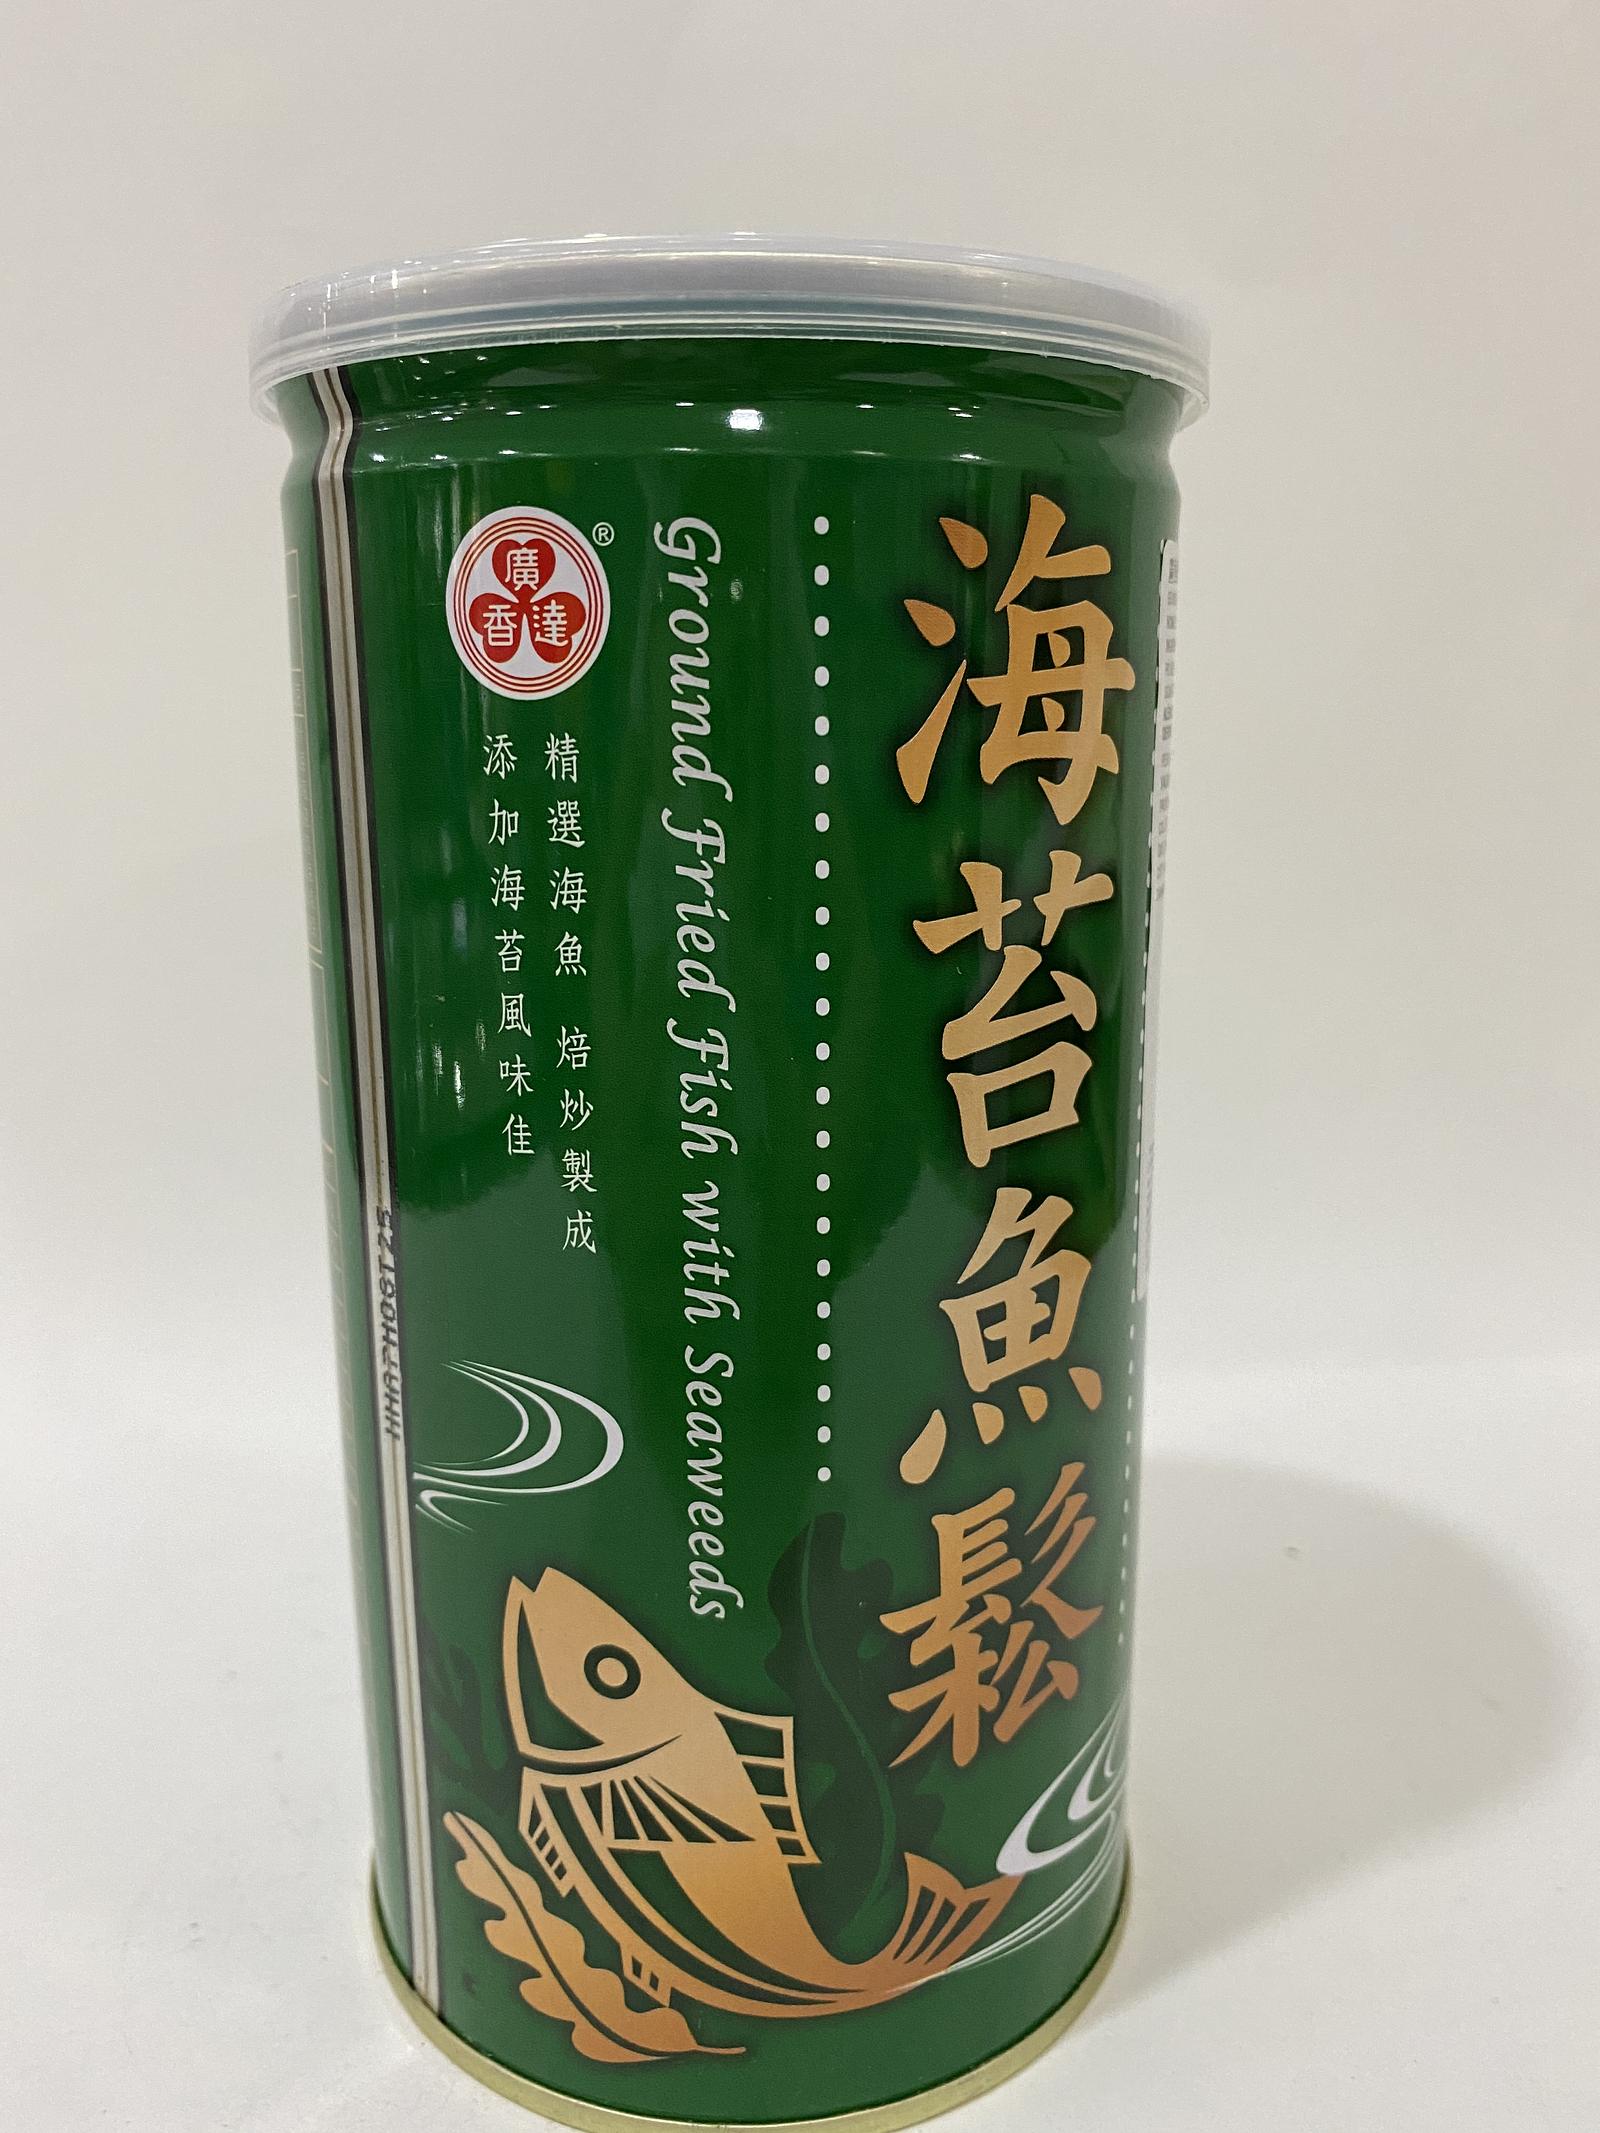 海苔魚鬆
Ground Fried Fish with Seaweeds
廣達香
®
精選海魚 焙炒製成
添加海苔風味佳